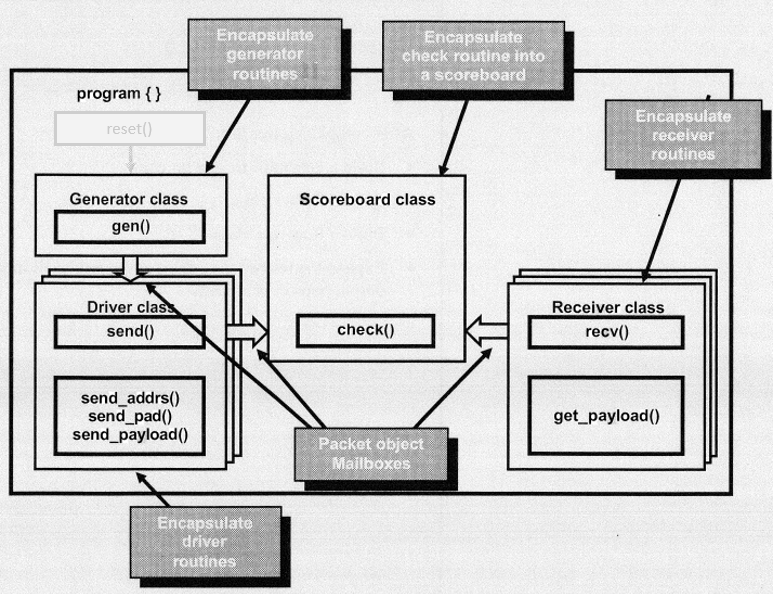 Encapsulate
generator
routines
Encapsulate
check routine into
a scoreboard
program { }
Encapsulate
receiver
routines
reset()
Generator class
gen()
Scoreboard class
Driver class
send()
check()
Receiver class
recv()
send_addrs()
send_pad()
send_payload()
get_payload()
Packet object
Mailboxes
Encapsulate
driver
routines